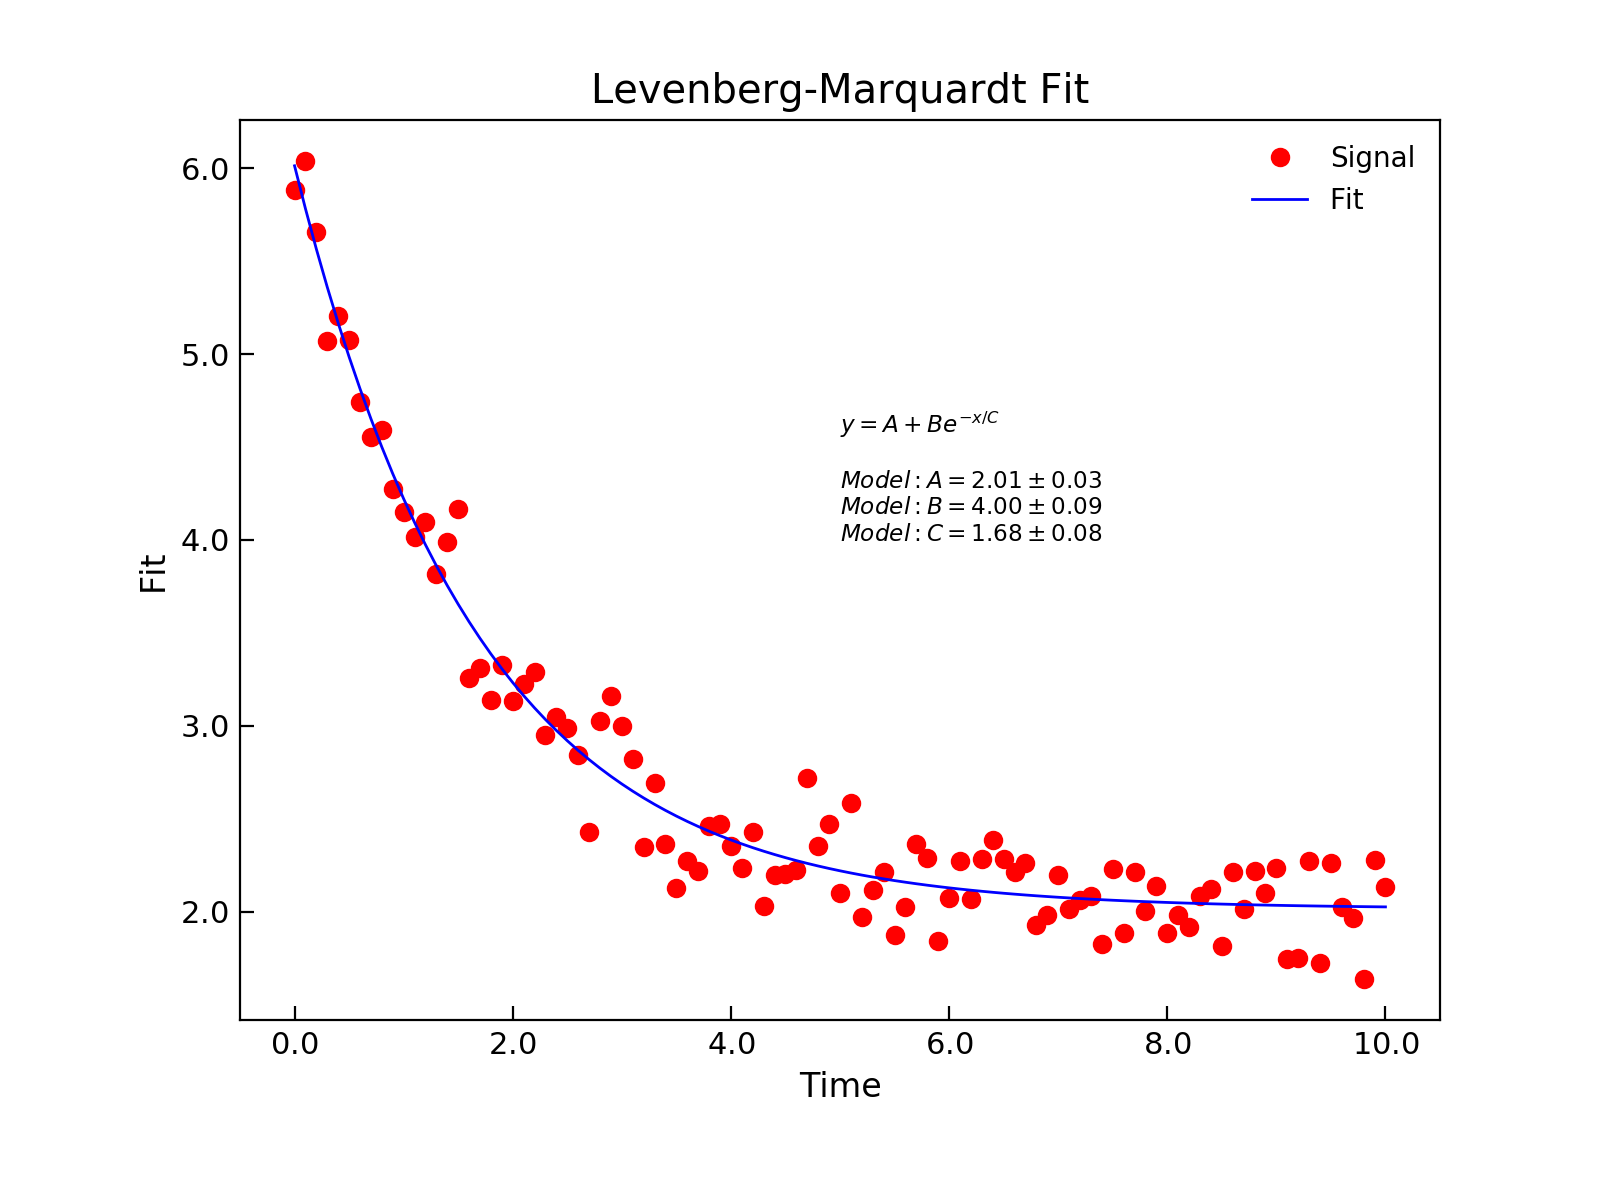 Levenberg-Marquardt Fit
Signal
Fit
6.0
5.0
4.0
3.0
2.0
Fit
y = A + Be^{-x/C}
Model : A = 2.01 ± 0.03
Model : B = 4.00 ± 0.09
Model : C = 1.68 ± 0.08
0.0 2.0 4.0 6.0 8.0 10.0
Time